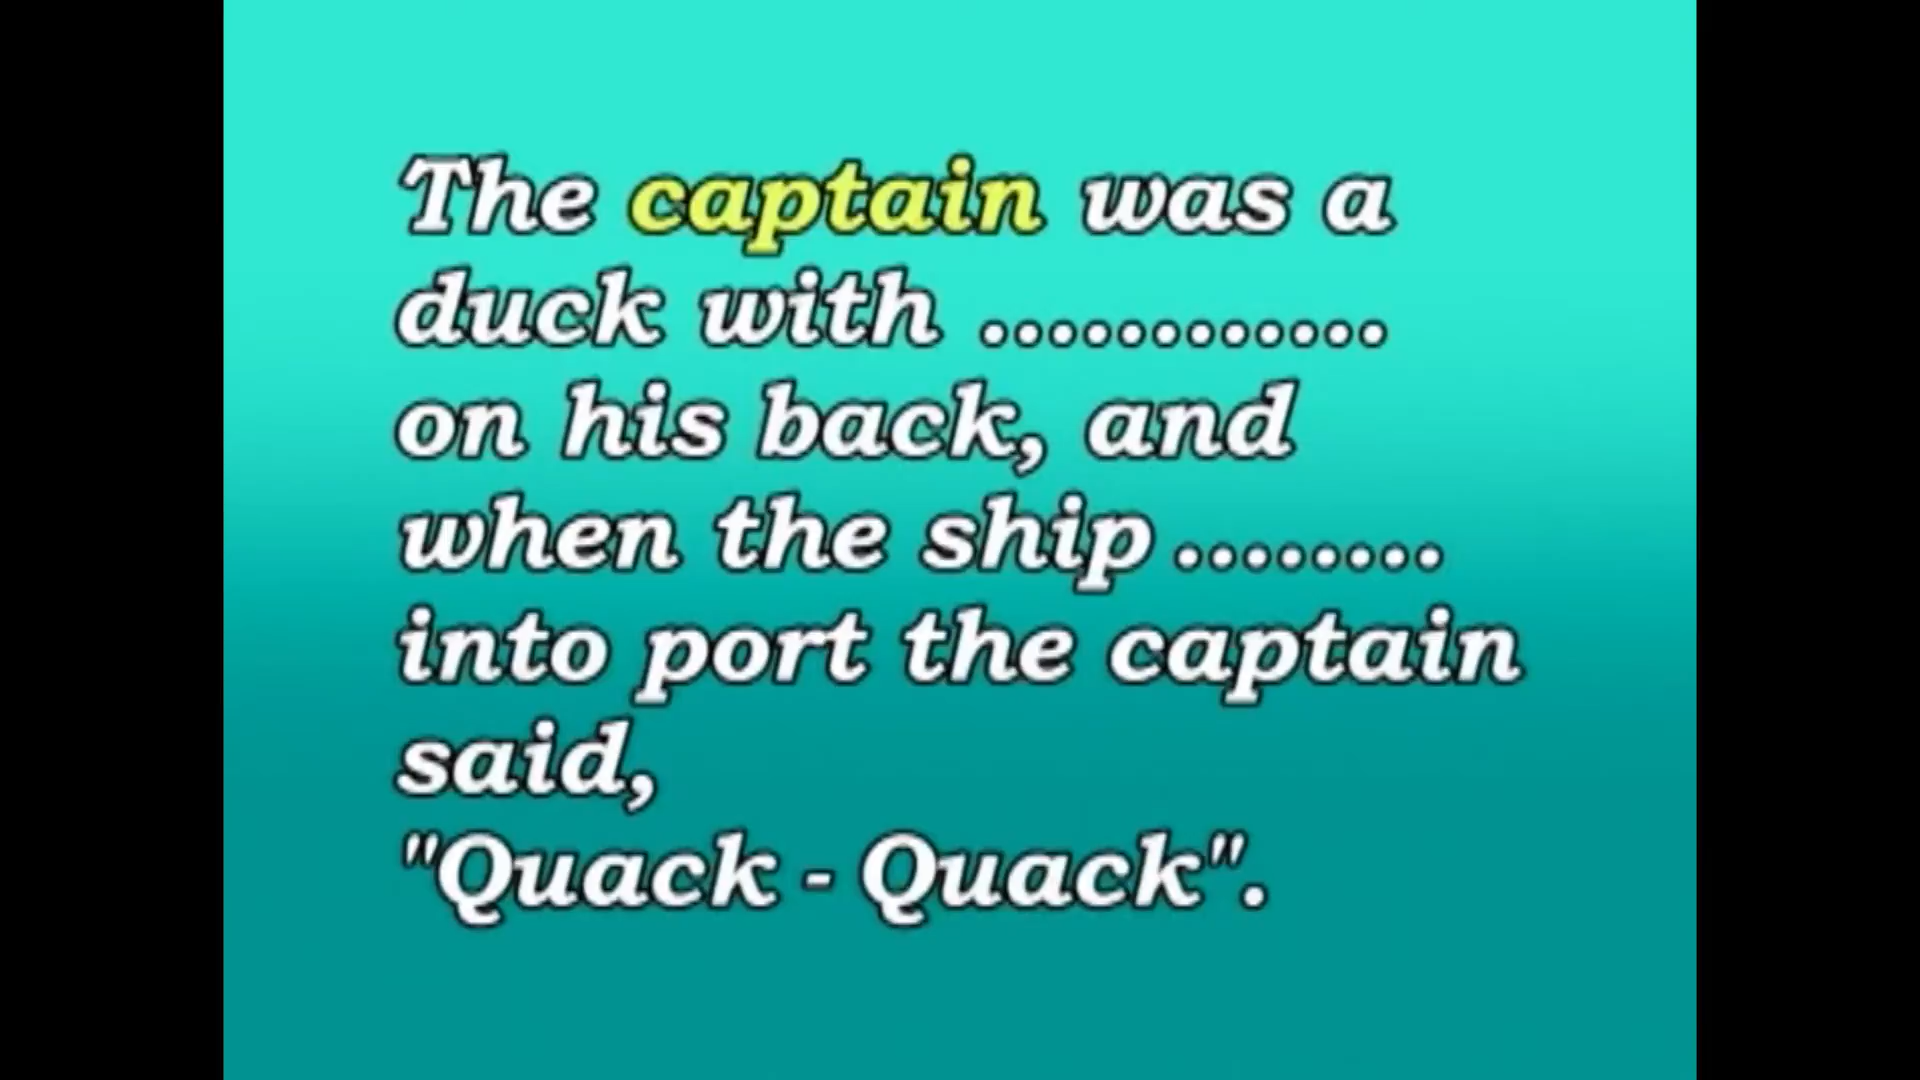 The captain was a
duck with ............
on his back, and
when the ship ........
into port the captain
said,
"Quack - Quack".